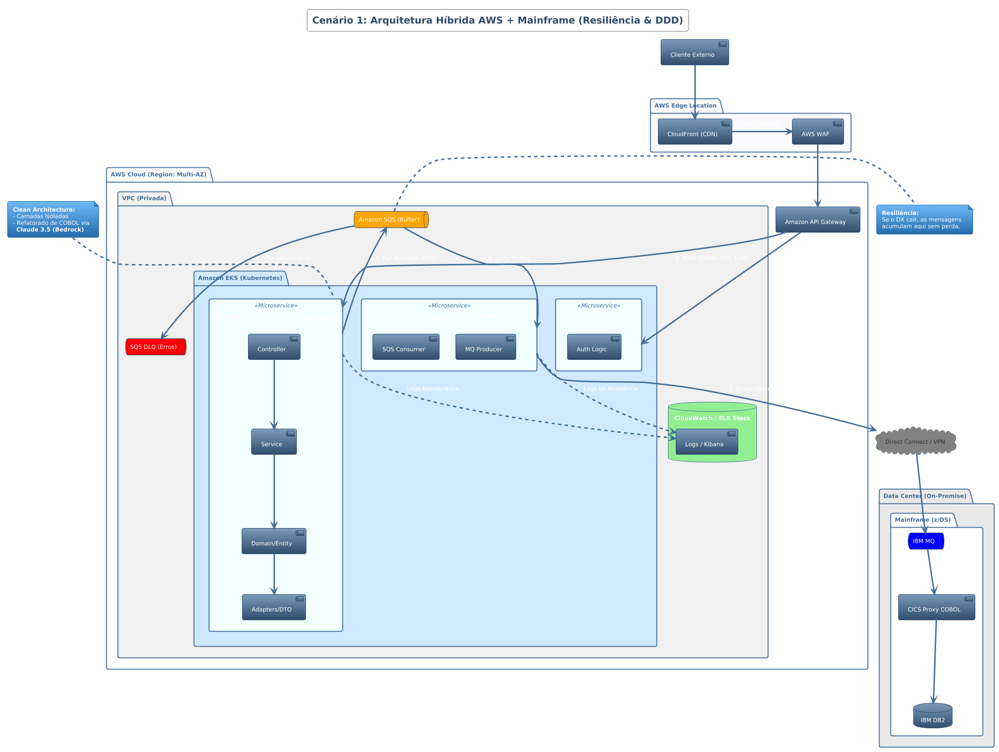 Cenário 1: Arquitetura Híbrida AWS + Mainframe (Resiliência & DDD)
Cliente Externo
AWS Edge Location
CloudFront (CDN)
AWS WAF
AWS Cloud (Region: Multi-AZ)
VPC (Privada)
Clean Architecture:
- Camadas Isoladas
- Refatorado de COBOL via
Claude 3.5 (Bedrock)
Amazon SQS (Buffer)
Amazon API Gateway
Resiliência:
Se o DX cair, as mensagens
acumulam aqui sem perda.
(Se falha crítica)
3. Put Message (JSON)
4. Long Polling
2. Rota /boleto (VPC Link)
Amazon EKS (Kubernetes)
«Microservice»
«Microservice»
«Microservice»
SQS DLQ (Erros)
Controller
SQS Consumer
MQ Producer
Auth Logic
Logs Estruturados
Logs de Resiliência
5. Envio
CloudWatch / ELK Stack
Logs / Kibana
Service
Direct Connect / VPN
Data Center (On-Premise)
Mainframe (z/OS)
IBM MQ
Domain/Entity
Adapters/DTO
CICS Proxy COBOL
IBM DB2